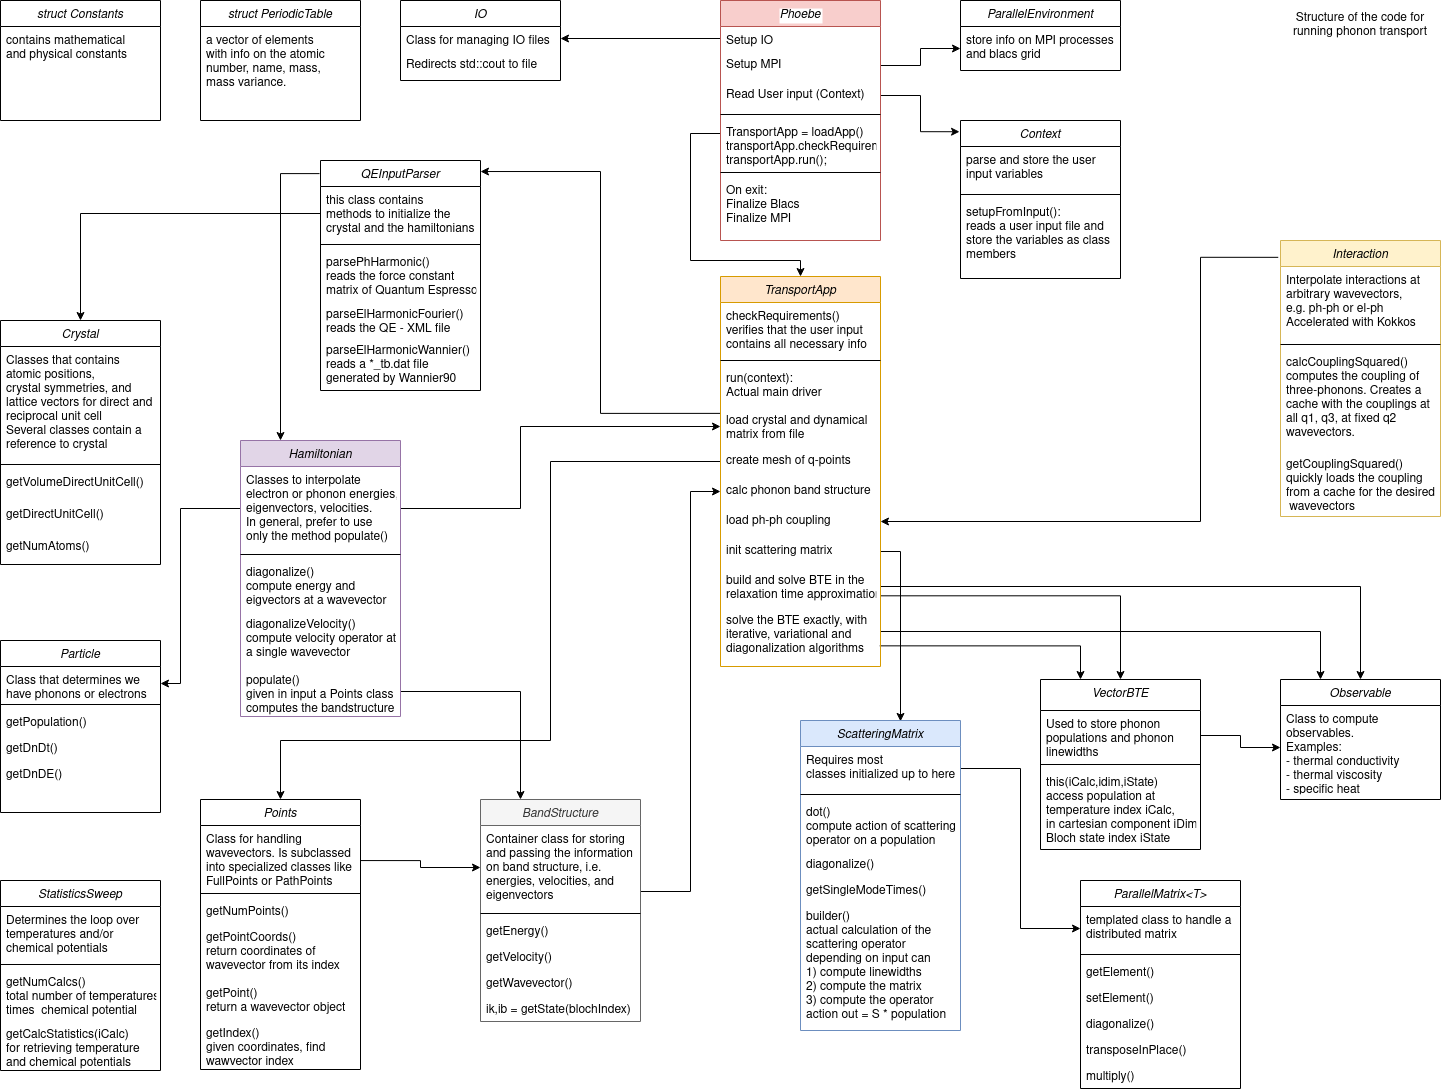 struct Constants
contains mathematical
and physical constants
struct PeriodicTable
a vector of elements
with info on the atomic
number, name, mass,
mass variance.
IO
Class for managing IO files
Redirects std::cout to file
Phoebe
Setup IO
Setup MPI
Read User input (Context)
TransportApp = loadApp()
transportApp.checkRequiren
transportApp.run();
On exit:
Finalize Blacs
Finalize MPI
ParallelEnvironment
store info on MPI processes
and blacs grid
Structure of the code for
running phonon transport
Context
parse and store the user
input variables
setupFromInput():
reads a user input file and
store the variables as class
members
QEInputParser
this class contains
methods to initialize the
crystal and the hamiltonians
parsePhHarmonic()
reads the force constant
matrix of Quantum Espresso
parseElHarmonicFourier()
reads the QE - XML file
parseElHarmonicWannier()
reads a *_tb.dat file
generated by Wannier90
Interaction
Interpolate interactions at
arbitrary wavevectors,
e.g. ph-ph or el-ph
Accelerated with Kokkos
calcCouplingSquared()
computes the coupling of
three-phonons. Creates a
cache with the couplings at
all q1, q3, at fixed q2
wavevectors.
getCouplingSquared()
quickly loads the coupling
from a cache for the desired
wavevectors
TransportApp
checkRequirements()
verifies that the user input
contains all necessary info
run(context):
Actual main driver
load crystal and dynamical
matrix from file
create mesh of q-points
calc phonon band structure
load ph-ph coupling
init scattering matrix
build and solve BTE in the
relaxation time approximatio
solve the BTE exactly, with
iterative, variational and
diagonalization algorithms
Crystal
Classes that contains
atomic positions,
crystal symmetries, and
lattice vectors for direct and
reciprocal unit cell
Several classes contain a
reference to crystal
getVolumeDirectUnitCell()
getDirectUnitCell()
getNumAtoms()
Hamiltonian
Classes to interpolate
electron or phonon energies
eigenvectors, velocities.
In general, prefer to use
only the method populate()
diagonalize()
compute energy and
eigvectors at a wavevector
diagonalizeVelocity()
compute velocity operator at
a single wavevector
populate()
given in input a Points class
computes the bandstructure
Particle
Class that determines we
have phonons or electrons
getPopulation()
getDnDt()
getDnDE()
VectorBTE
Used to store phonon
populations and phonon
linewidths
this(iCalc,idim,iState)
access population at
temperature index iCalc,
in cartesian component iDim
Bloch state index iState
Observable
Class to compute
observables.
Examples:
- thermal conductivity
- thermal viscosity
- specific heat
ScatteringMatrix
Requires most
classes initialized up to here
dot()
compute action of scattering
operator on a population
diagonalize()
getSingleModeTimes()
builder()
actual calculation of the
scattering operator
depending on input can
1) compute linewidths
2) compute the matrix
3) compute the operator
action out = S * population
Points
Class for handling
wavevectors. Is subclassed
into specialized classes like
FullPoints or PathPoints
getNumPoints()
getPointCoords()
return coordinates of
wavevector from its index
getPoint()
return a wavevector object
getIndex()
given coordinates, find
wawvector index
BandStructure
Container class for storing
and passing the information
on band structure, i.e.
energies, velocities, and
eigenvectors
getEnergy()
getVelocity()
getWavevector()
ik,ib = getState(blochIndex)
StatisticsSweep
Determines the loop over
temperatures and/or
chemical potentials
getNumCalcs()
total number of temperatures
times chemical potential
getCalcStatistics(iCalc)
for retrieving temperature
and chemical potentials
ParallelMatrix<T>
templated class to handle a
distributed matrix
getElement()
setElement()
diagonalize()
transposeInPlace()
multiply()